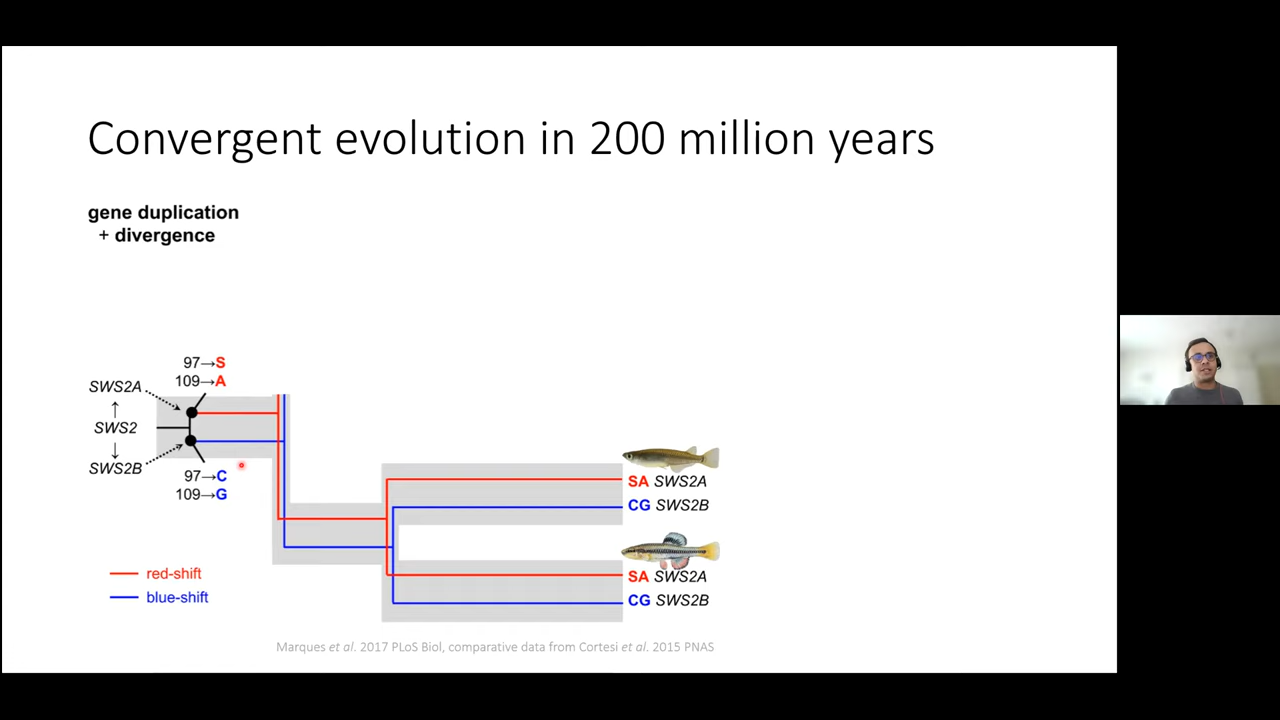 Convergent evolution in 200 million years
gene duplication
+ divergence
97→S
109→A
SWS2A
↑
SWS2
↓
SWS2B
97→C
109→G
SA SWS2A
CG SWS2B
SA SWS2A
CG SWS2B
red-shift
blue-shift
Marques et al. 2017 PLoS Biol, comparative data from Cortesi et al. 2015 PNAS